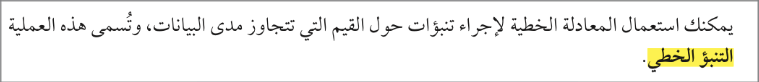 يمكنك استعمال المعادلة الخطية لإجراء تنبؤات حول القيم التي تتجاوز مدى البيانات، وتُسمى هذه العملية
التنبؤ الخطي.